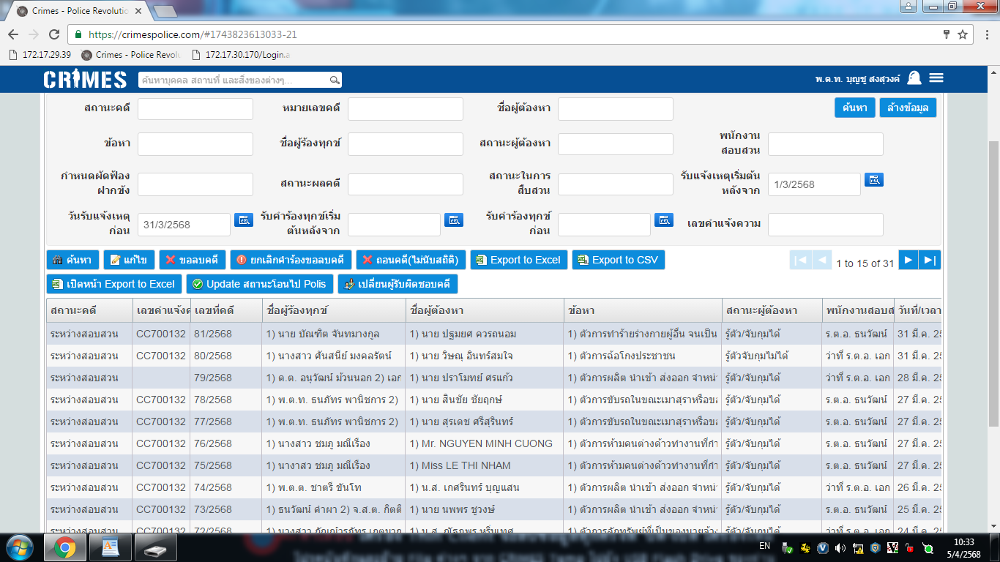 Crimes - Police Revolutio
https://crimespolice.com/#1743823613033-21
172.17.29.39 Crimes - Police Revolu 172.17.30.170/Login.a
CRIMES ค้นหาบุคคล สถานที่ และสิ่งของต่างๆ... พ.ต.ท. บุญชู สงสุวงค์
สถานะคดี หมายเลขคดี ชื่อผู้ต้องหา ค้นหา ล้างข้อมูล
ข้อหา ชื่อผู้ร้องทุกข์ สถานะผู้ต้องหา พนักงาน
สอบสวน
กำหนดผัดฟ้อง
ฝากขัง สถานะผลคดี สถานะในการ
สืบสวน รับแจ้งเหตุเริ่มต้น
หลังจาก 1/3/2568
วันรับแจ้งเหตุ
ก่อน 31/3/2568 รับคำร้องทุกข์เริ่ม
ต้นหลังจาก รับคำร้องทุกข์
ก่อน เลขคำแจ้งความ
ค้นหา แก้ไข ขอลบคดี ยกเลิกคำร้องขอลบคดี ถอนคดี(ไม่นับสถิติ) Export to Excel Export to CSV 1 to 15 of 31
เปิดหน้า Export to Excel Update สถานะโอนไป Polis เปลี่ยนผู้รับผิดชอบคดี
สถานะคดี เลขคำแจ้งค เลขที่คดี ชื่อผู้ร้องทุกข์ ชื่อผู้ต้องหา ข้อหา สถานะผู้ต้องหา พนักงานสอบส วันที่/เวลา
ระหว่างสอบสวน CC700132 81/2568 1) นาย บัณฑิต จันทมางกูล 1) นาย ปฐมยศ ควรถนอม 1) ตัวการทำร้ายร่างกายผู้อื่น จนเป็น รู้ตัว/จับกุมได้ ร.ต.อ. ธนวัฒน์ 31 มี.ค. 25
ระหว่างสอบสวน CC700132 80/2568 1) นางสาว ศันสนีย์ มงคลรัตน์ 1) นาย วิษณุ อินทร์สมใจ 1) ตัวการฉ้อโกงประชาชน รู้ตัวจับกุมไม่ได้ ว่าที่ ร.ต.อ. เอก 31 มี.ค. 25
ระหว่างสอบสวน 79/2568 1) ด.ต. อนุวัฒน์ ม้วนนอก 2) เอก 1) นาย ปราโมทย์ ศรแก้ว 1) ตัวการผลิต นำเข้า ส่งออก จำหน่ รู้ตัว/จับกุมได้ ว่าที่ ร.ต.อ. เอก 28 มี.ค. 25
ระหว่างสอบสวน CC700132 78/2568 1) พ.ต.ท. ธนภัทร พานิชการ 2) 1) นาย สินชัย ชัยฤกษ์ 1) ตัวการขับรถในขณะเมาสุราหรือขอ รู้ตัว/จับกุมได้ ร.ต.อ. ธนวัฒน์ 27 มี.ค. 25
ระหว่างสอบสวน CC700132 77/2568 1) พ.ต.ท. ธนภัทร พานิชการ 2) 1) นาย สุรเดช ศรีสุรินทร์ 1) ตัวการขับรถในขณะเมาสุราหรือขอ รู้ตัว/จับกุมได้ ร.ต.อ. ธนวัฒน์ 27 มี.ค. 25
ระหว่างสอบสวน CC700132 76/2568 1) นางสาว ชมภู มณีเรือง 1) Mr. NGUYEN MINH CUONG 1) ตัวการห้ามคนต่างด้าวทำงานที่กำ รู้ตัว/จับกุมได้ ร.ต.อ. ธนวัฒน์ 27 มี.ค. 25
ระหว่างสอบสวน CC700132 75/2568 1) นางาสว ชมภู มณีเรือง 1) Miss LE THI NHAM 1) ตัวการห้ามคนต่างด้าวทำงานที่กำ รู้ตัว/จับกุมได้ ร.ต.อ. ธนวัฒน์ 27 มี.ค. 25
ระหว่างสอบสวน CC700132 74/2568 1) พ.ต.ต. ชาตรี ขันโท 1) น.ส. เกศรินทร์ บุญแสน 1) ตัวการผลิต นำเข้า ส่งออก จำหน่ รู้ตัว/จับกุมได้ ว่าที่ ร.ต.อ. เอก 26 มี.ค. 25
ระหว่างสอบสวน CC700132 73/2568 1) ธนวัฒน์ คำผา 2) จ.ส.ต. กิตติ 1) นาย นพพร ชูวงษ์ 1) ตัวการผลิต นำเข้า ส่งออก จำหน่ รู้ตัว/จับกุมได้ ร.ต.อ. ธนวัฒน์ 25 มี.ค. 25
ระหว่างสอบสวน CC700132 72/2568 รู้ตัว/จับกุมได้ ว่าที่ ร.ต.อ. เอก 24 มี.ค. 25
EN 10:33
5/4/2568